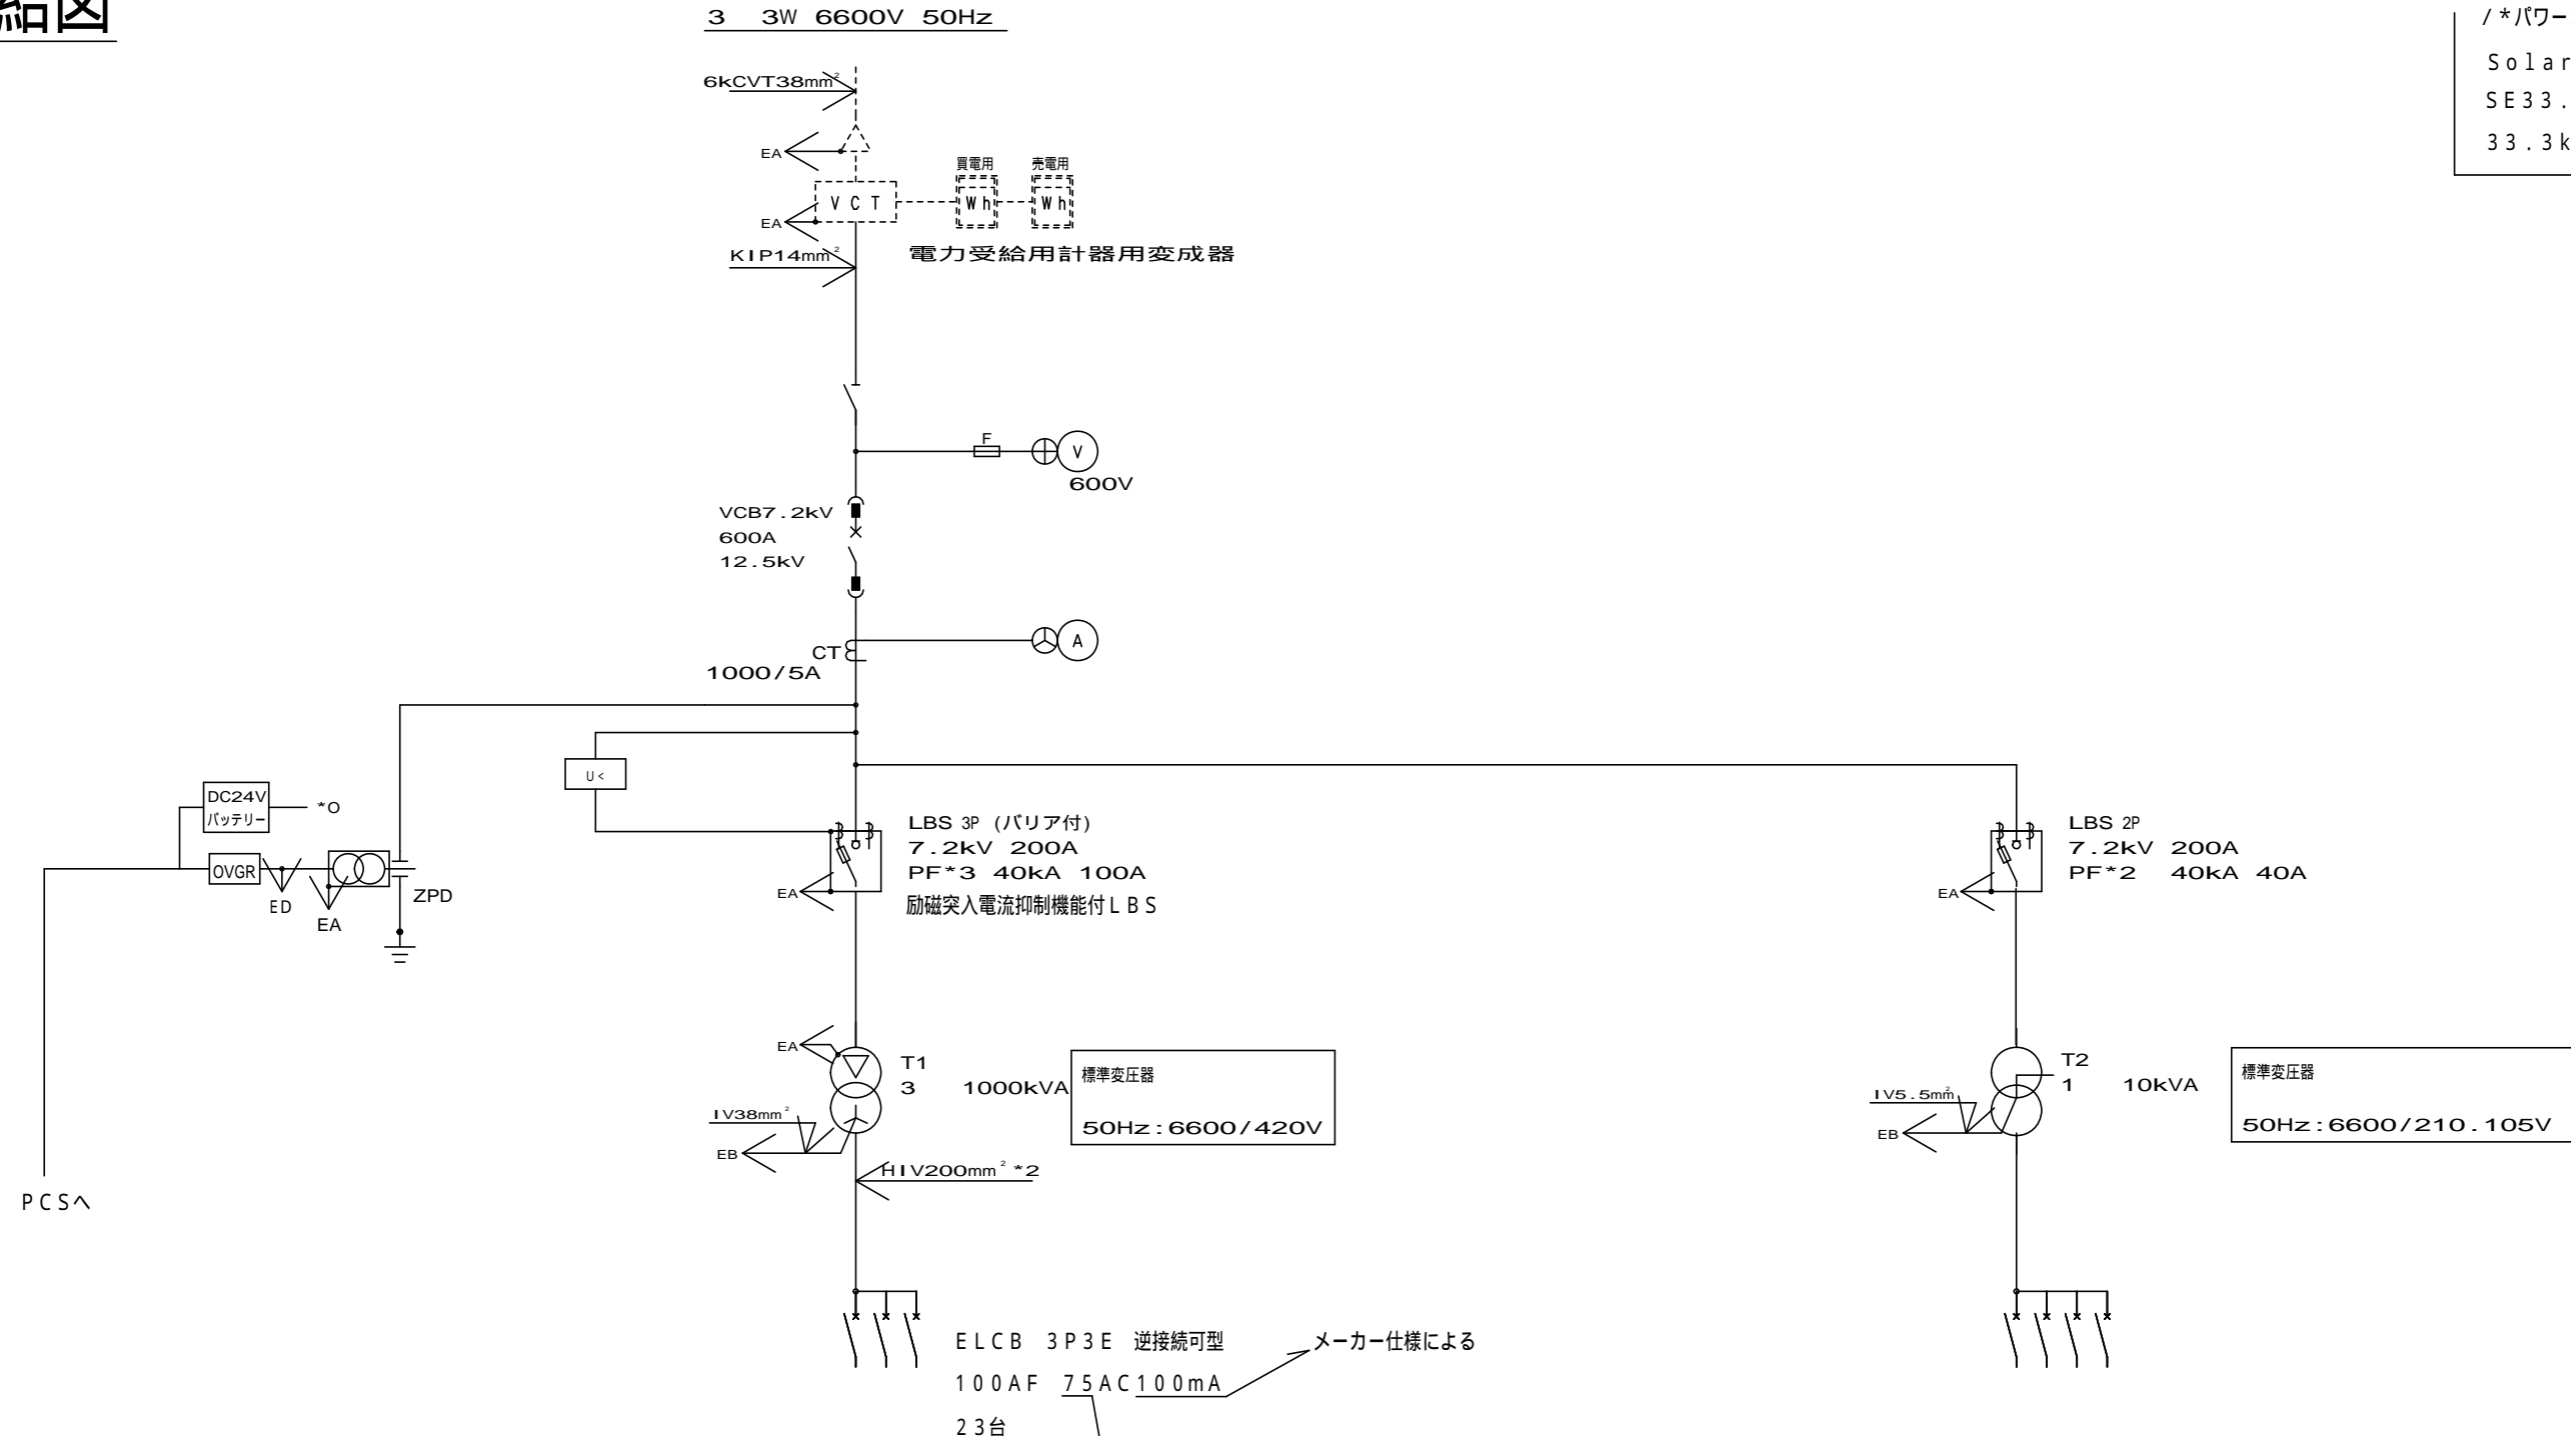 給図
3 3W 6600V 50Hz
/*パワー
Solar
SE33.
33.3k
6kCVT38mm²
EA
買電用
売電用
VCT
Wh
Wh
EA
KIP14mm²
電力受給用計器用変成器
F
V
600V
VCB7.2kV
600A
12.5kV
CT
A
1000/5A
U<
DC24V
バッテリー
*O
OVGR
ED
EA
ZPD
LBS 3P (バリア付)
7.2kV 200A
PF*3 40kA 100A
EA
励磁突入電流抑制機能付LBS
LBS 2P
7.2kV 200A
PF*2 40kA 40A
EA
EA
T1
3 1000kVA
標準変圧器
50Hz:6600/420V
IV38mm²
EB
HIV200mm²*2
T2
1 10kVA
標準変圧器
50Hz:6600/210.105V
IV5.5mm²
EB
PCSへ
ELCB 3P3E 逆接続可型
メーカー仕様による
100AF 75AC100mA
23台